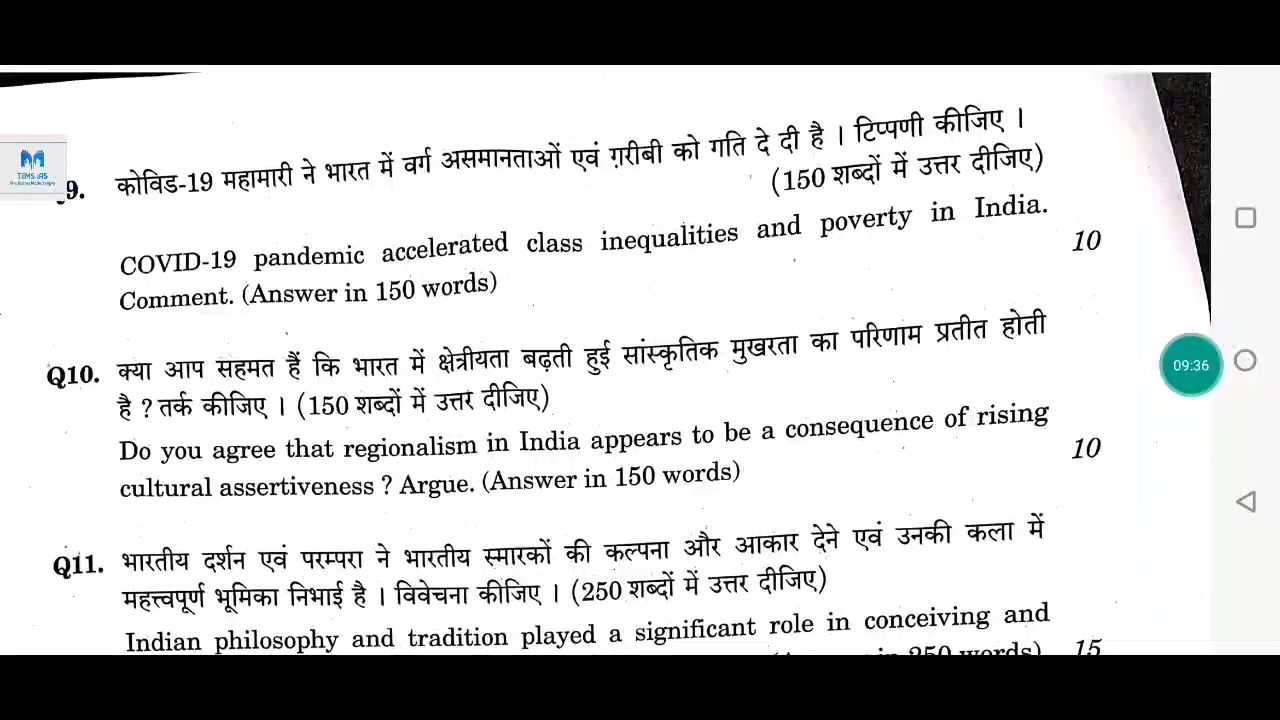 TEMS IAS
Q9. कोविड-19 महामारी ने भारत में वर्ग असमानताओं एवं ग़रीबी को गति दे दी है । टिप्पणी कीजिए ।
(150 शब्दों में उत्तर दीजिए)
COVID-19 pandemic accelerated class inequalities and poverty in India.
Comment. (Answer in 150 words) 10
Q10. क्या आप सहमत हैं कि भारत में क्षेत्रीयता बढ़ती हुई सांस्कृतिक मुखरता का परिणाम प्रतीत होती
है ? तर्क कीजिए । (150 शब्दों में उत्तर दीजिए)
Do you agree that regionalism in India appears to be a consequence of rising
cultural assertiveness ? Argue. (Answer in 150 words) 10
09:36
Q11. भारतीय दर्शन एवं परम्परा ने भारतीय स्मारकों की कल्पना और आकार देने एवं उनकी कला में
महत्त्वपूर्ण भूमिका निभाई है । विवेचना कीजिए । (250 शब्दों में उत्तर दीजिए)
Indian philosophy and tradition played a significant role in conceiving and
250 words) 15